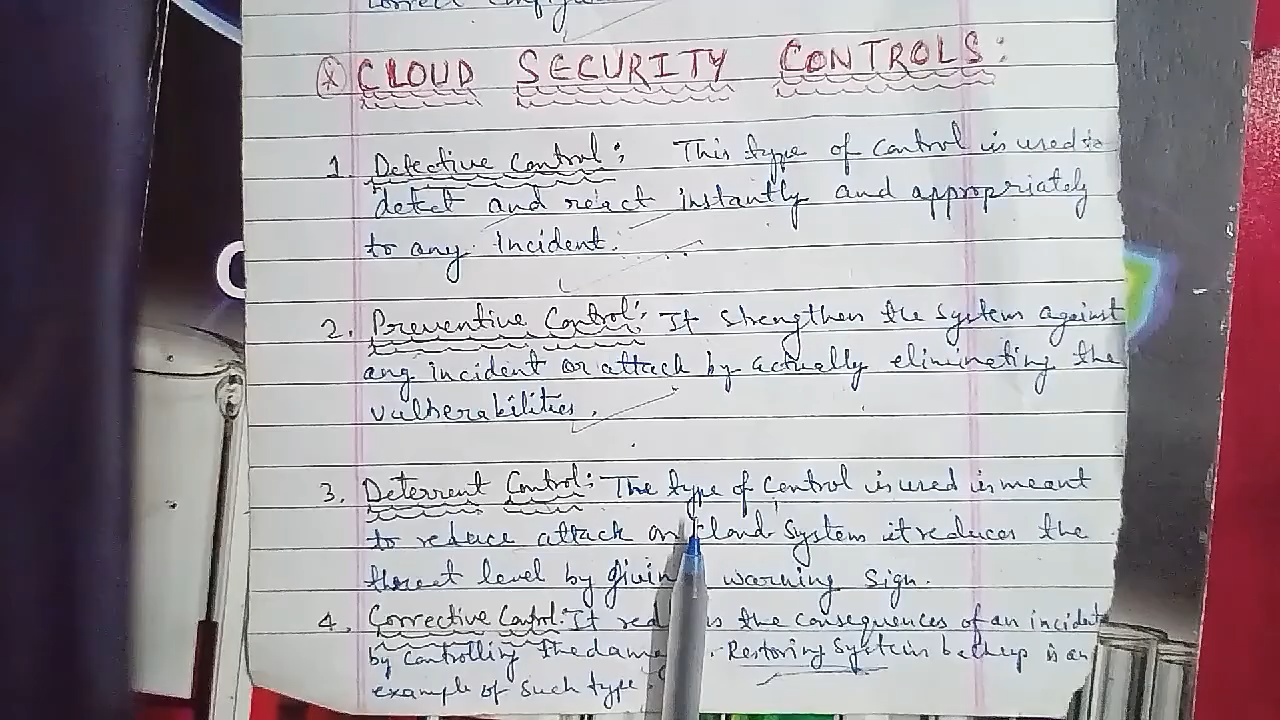 correct
(*) CLOUD SECURITY CONTROLS:
1. Detective Control: This type of control is used to
detect and react instantly and appropriately
to any Incident.
2. Preventive Control: It strengthen the system against
any incident or attack by actually eliminating the
vulnerabilities.
3. Deterrent Control: The type of control is used is meant
to reduce attack on cloud system it reduces the
threat level by givin warning sign.
4. Corrective Control: It red the consequences of an incident
by controlling the dama. Restoring System backup is an
example of such type.